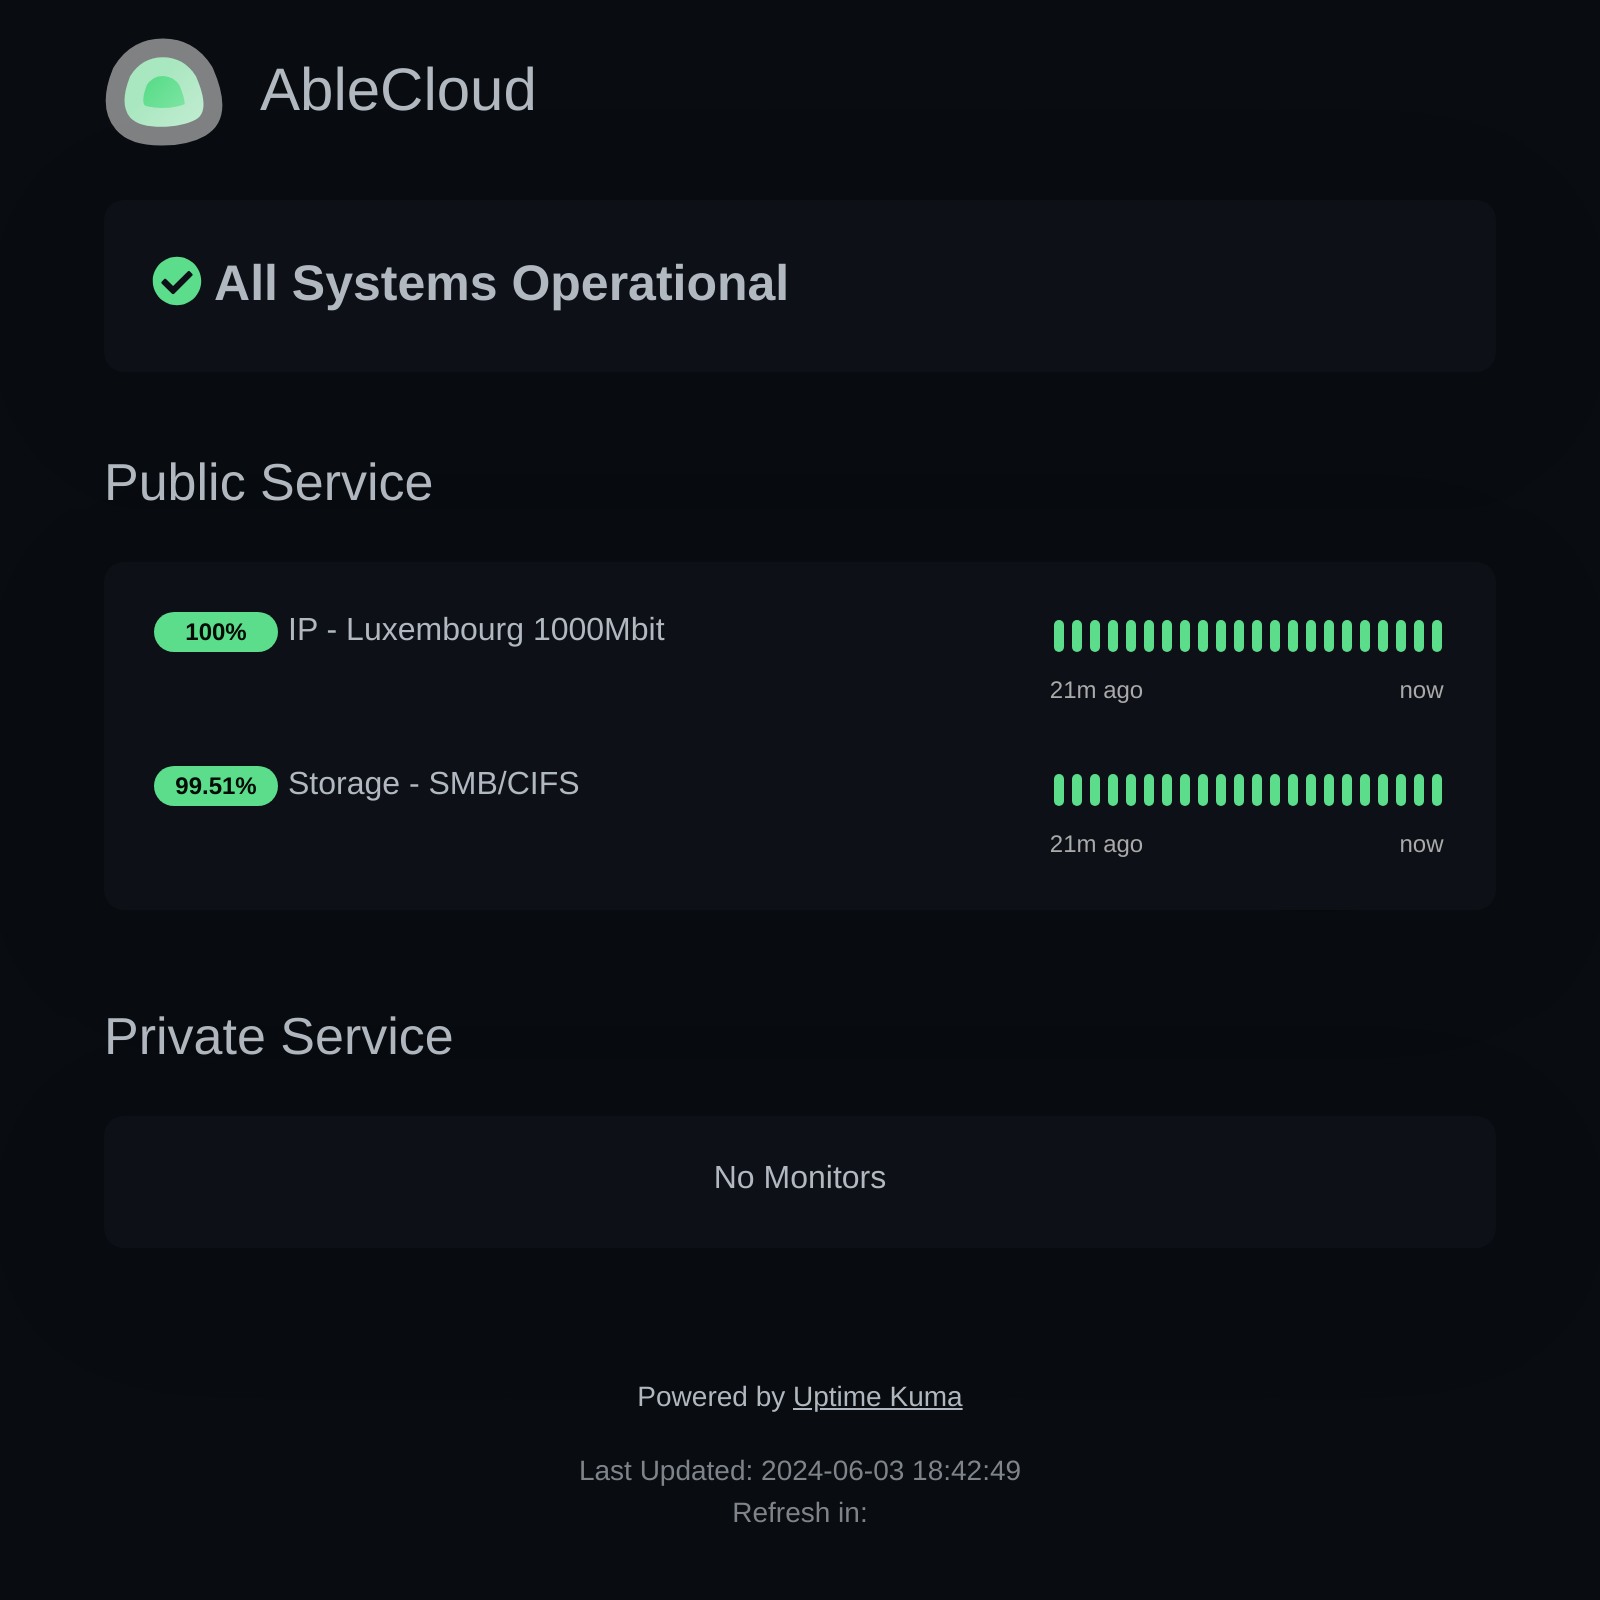 AbleCloud
All Systems Operational
Public Service
100% IP - Luxembourg 1000Mbit
21m ago now
99.51% Storage - SMB/CIFS
21m ago now
Private Service
No Monitors
Powered by Uptime Kuma
Last Updated: 2024-06-03 18:42:49
Refresh in: